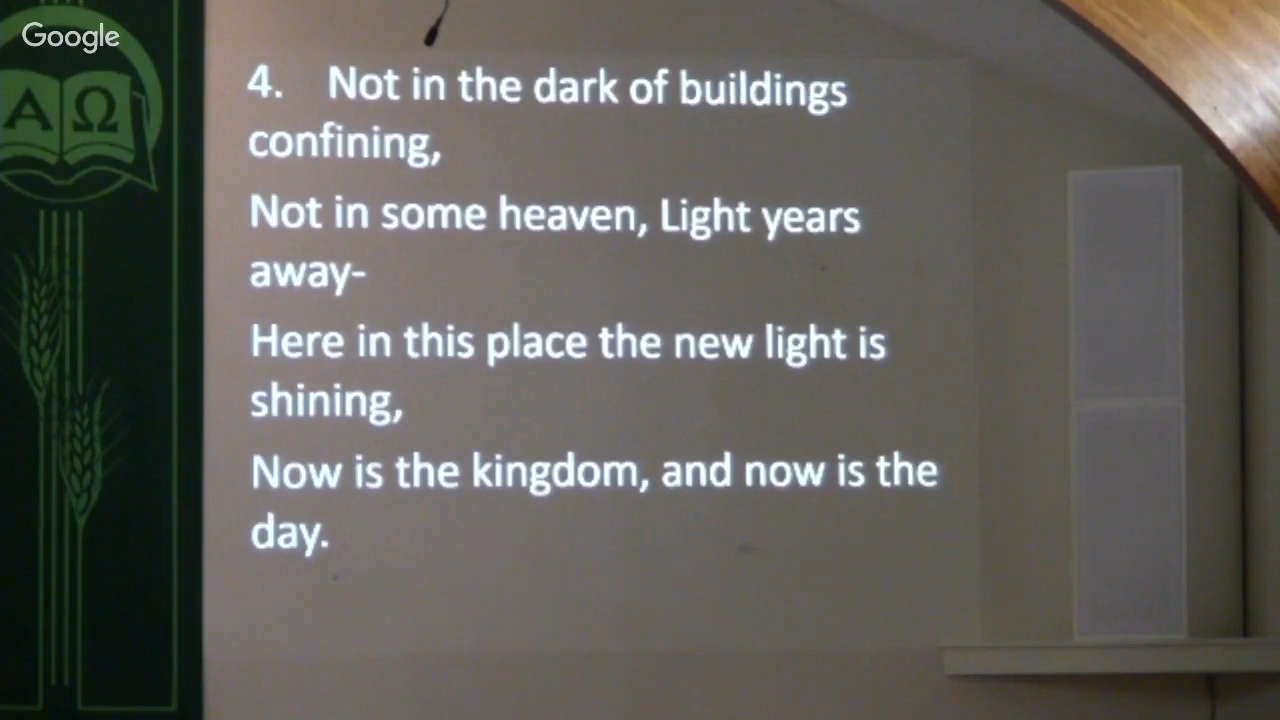 Google
Α Ω
4. Not in the dark of buildings
confining,
Not in some heaven, Light years
away-
Here in this place the new light is
shining,
Now is the kingdom, and now is the
day.